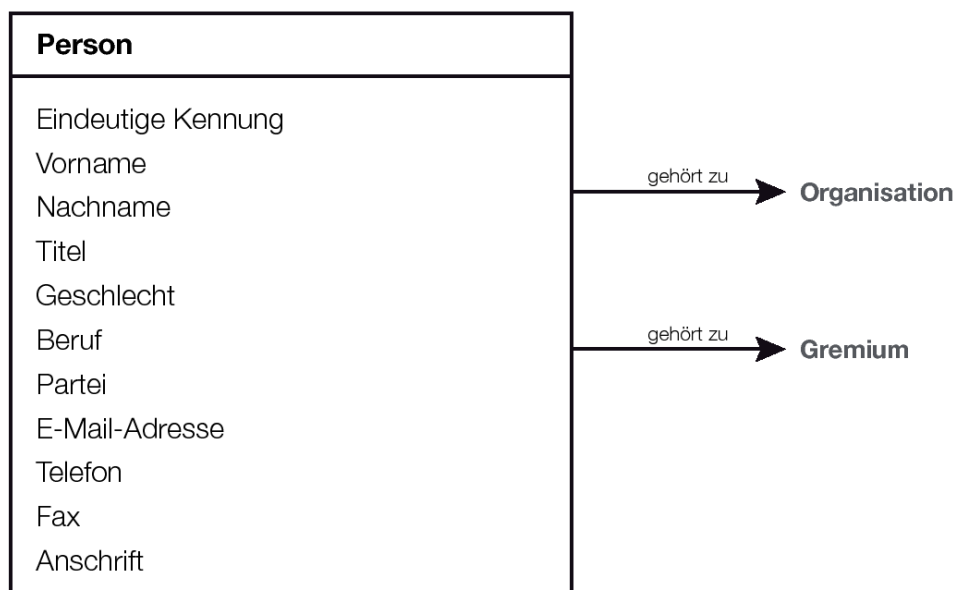 Person
Eindeutige Kennung
Vorname
Nachname
Titel
Geschlecht
Beruf
Partei
E-Mail-Adresse
Telefon
Fax
Anschrift
gehört zu
Organisation
gehört zu
Gremium